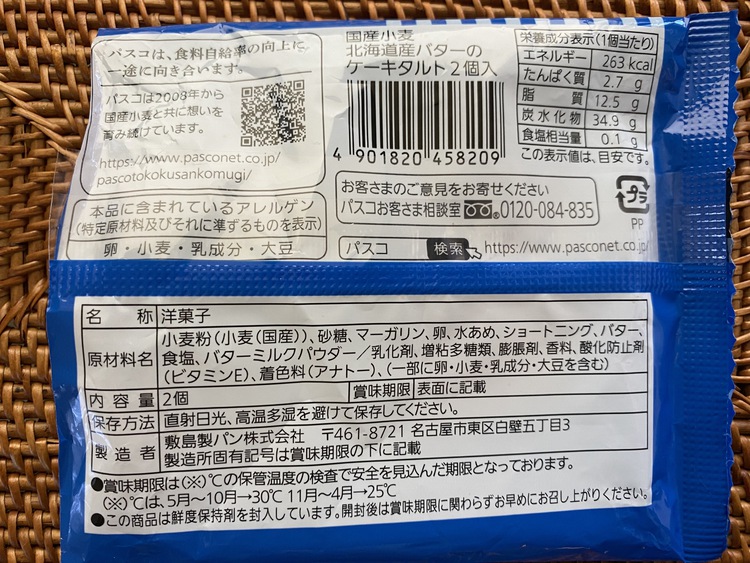 パスコは、食料自給率の向上に
一途に向き合います。
パスコは2008年から
国産小麦と共に想いを
育み続けています。
https://www.pasconet.co.jp/
pascotokokusankomugi/
本品に含まれているアレルゲン
(特定原材料及びそれに準ずるものを表示)
卵・小麦・乳成分・大豆
国産小麦
北海道産バターの
ケーキタルト2個入
4 901820 458209
栄養成分表示(1個当たり)
エネルギー 263 kcal
たんぱく質 2.7 g
脂質 12.5 g
炭水化物 34.9 g
食塩相当量 0.1 g
この表示値は、目安です。
お客さまのご意見をお寄せください
パスコお客さま相談室 0120-084-835
プラ
PP
パスコ 検索 https://www.pasconet.co.jp/
名称 洋菓子
原材料名 小麦粉(小麦(国産))、砂糖、マーガリン、卵、水あめ、ショートニング、バター、
食塩、バターミルクパウダー/乳化剤、増粘多糖類、膨脹剤、香料、酸化防止剤
(ビタミンE)、着色料(アナトー)、(一部に卵・小麦・乳成分・大豆を含む)
内容量 2個 賞味期限 表面に記載
保存方法 直射日光、高温多湿を避けて保存してください。
製造者 敷島製パン株式会社 〒461-8721 名古屋市東区白壁五丁目3
製造所固有記号は賞味期限の下に記載
●賞味期限は(※)℃の保管温度の検査で安全を見込んだ期限となっております。
(※)℃は、5月~10月→30℃ 11月~4月→25℃
●この商品は鮮度保持剤を封入しています。開封後は賞味期限に関わらずお早めにお召し上がりください。